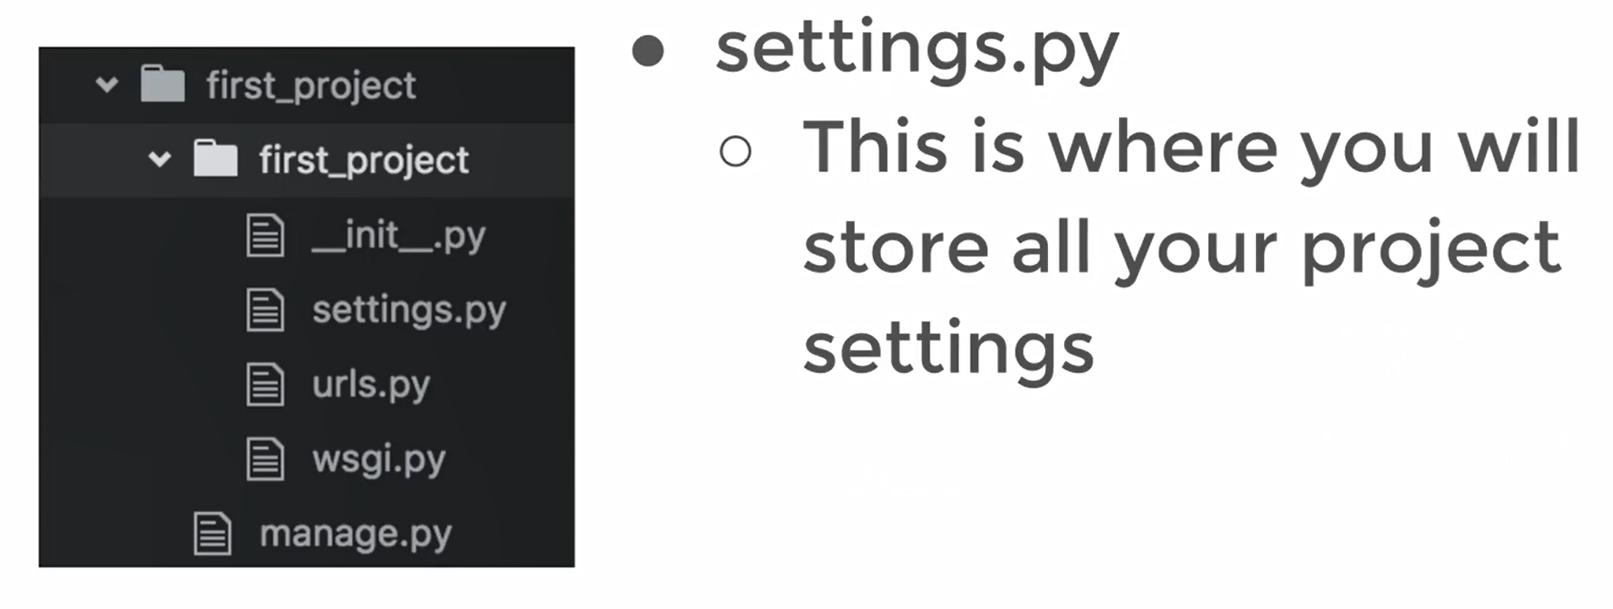 first_project
first_project
__init__.py
settings.py
urls.py
wsgi.py
manage.py
● settings.py
○ This is where you will
store all your project
settings